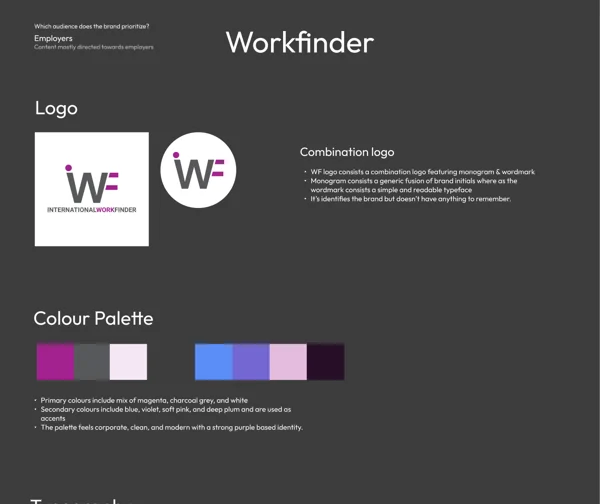 Which audience does the brand prioritize?
Employers
Content mostly directed towards employers
Workfinder
Logo
iWF
INTERNATIONALWORKFINDER
iWF
Combination logo
• WF logo consists a combination logo featuring monogram & wordmark
• Monogram consists a generic fusion of brand initials where as the
wordmark consists a simple and readable typeface
• It's identifies the brand but doesn't have anything to remember.
Colour Palette
• Primary colours include mix of magenta, charcoal grey, and white
• Secondary colours include blue, violet, soft pink, and deep plum and are used as
accents
• The palette feels corporate, clean, and modern with a strong purple based identity.